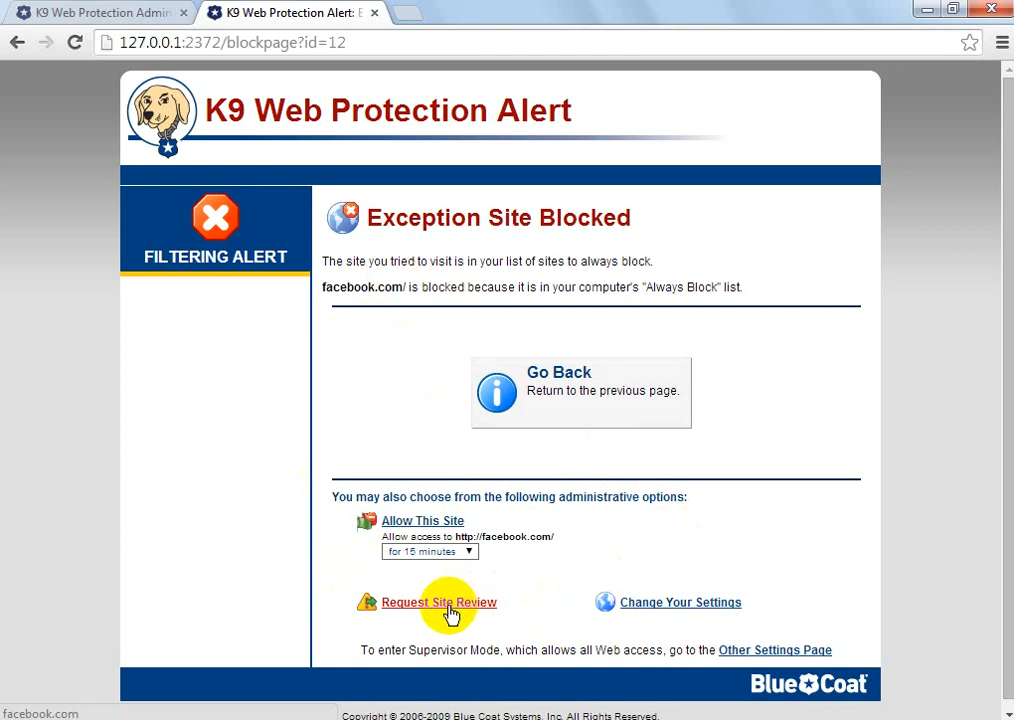 K9 Web Protection Admin
K9 Web Protection Alert: E
127.0.0.1:2372/blockpage?id=12
K9 Web Protection Alert
FILTERING ALERT
Exception Site Blocked
The site you tried to visit is in your list of sites to always block.
facebook.com/ is blocked because it is in your computer's "Always Block" list.
Go Back
Return to the previous page.
You may also choose from the following administrative options:
Allow This Site
Allow access to http://facebook.com/
for 15 minutes
Request Site Review
Change Your Settings
To enter Supervisor Mode, which allows all Web access, go to the Other Settings Page
Blue Coat
facebook.com
Copyright © 2006-2009 Blue Coat Systems, Inc. All Rights Reserved.